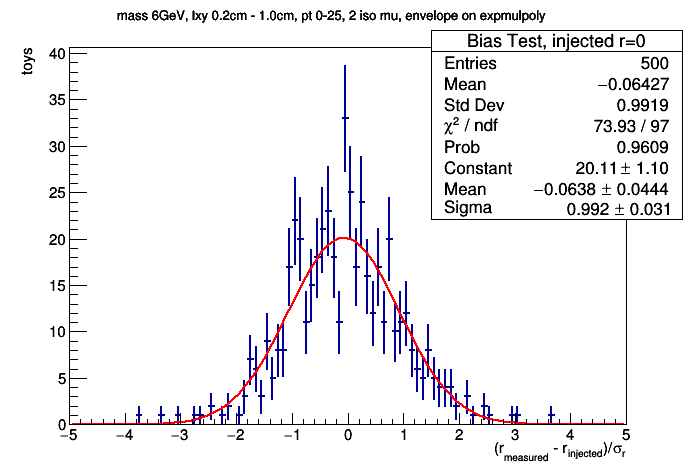 mass 6GeV, lxy 0.2cm - 1.0cm, pt 0-25, 2 iso mu, envelope on expmulpoly
Bias Test, injected r=0
Entries 500
Mean −0.06427
Std Dev 0.9919
χ² / ndf 73.93 / 97
Prob 0.9609
Constant 20.11 ± 1.10
Mean −0.0638 ± 0.0444
Sigma 0.992 ± 0.031
toys
40
35
30
25
20
15
10
5
0
−5 −4 −3 −2 −1 0 1 2 3 4 5
(r_measured - r_injected)/σ_r